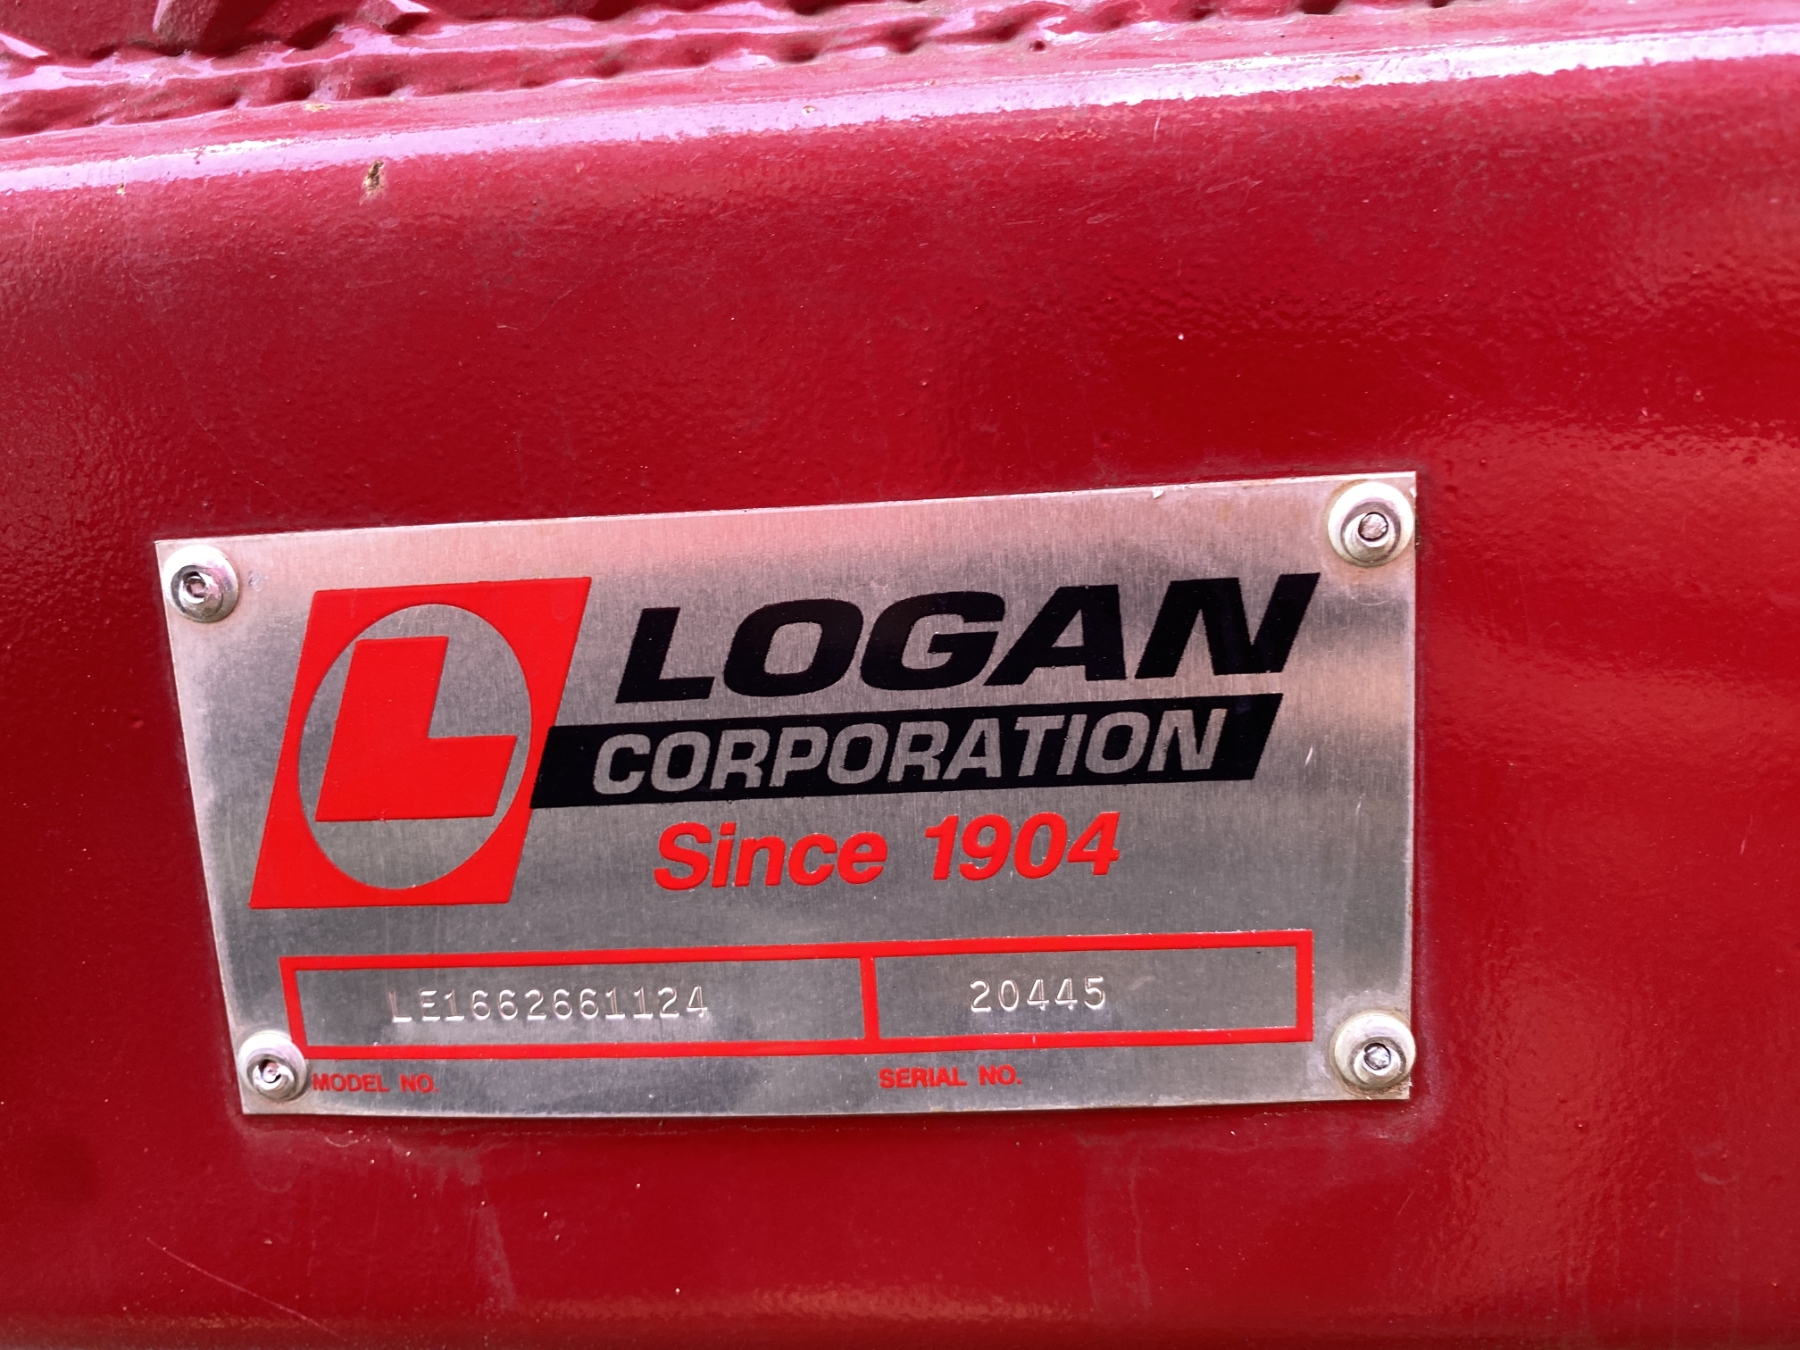 L
LOGAN
CORPORATION
Since 1904
LE1662661124 20445
MODEL NO. SERIAL NO.